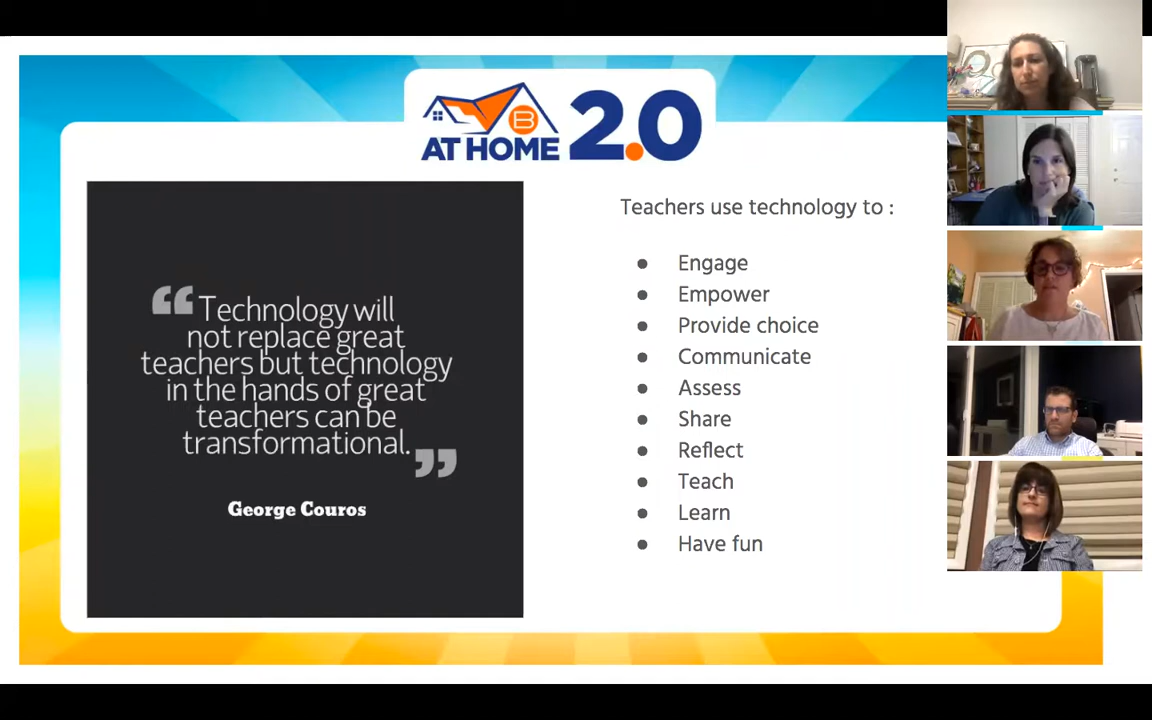 B
AT HOME 2.0
“Technology will
not replace great
teachers but technology
in the hands of great
teachers can be
transformational.”
George Couros
Teachers use technology to :
● Engage
● Empower
● Provide choice
● Communicate
● Assess
● Share
● Reflect
● Teach
● Learn
● Have fun